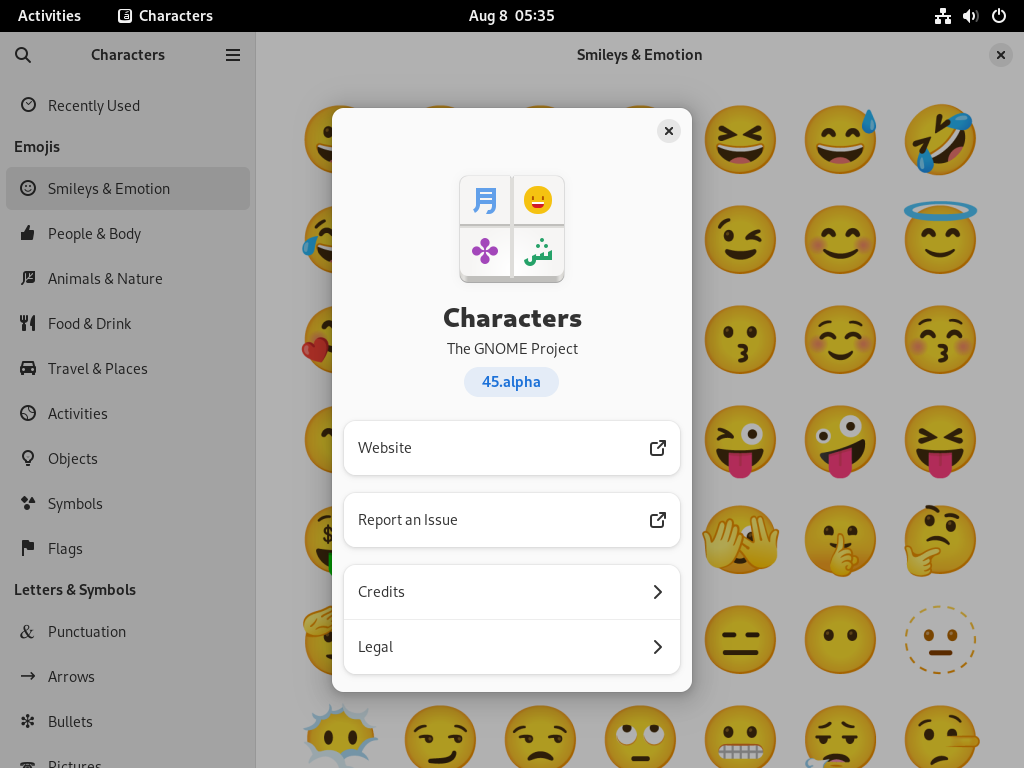 Activities
Characters
Aug 8 05:35
Characters
Smileys & Emotion
Recently Used
Emojis
Smileys & Emotion
People & Body
Animals & Nature
Food & Drink
Travel & Places
Activities
Objects
Symbols
Flags
Letters & Symbols
& Punctuation
Arrows
Bullets
Pictures
月
ش
Characters
The GNOME Project
45.alpha
Website
Report an Issue
Credits
Legal